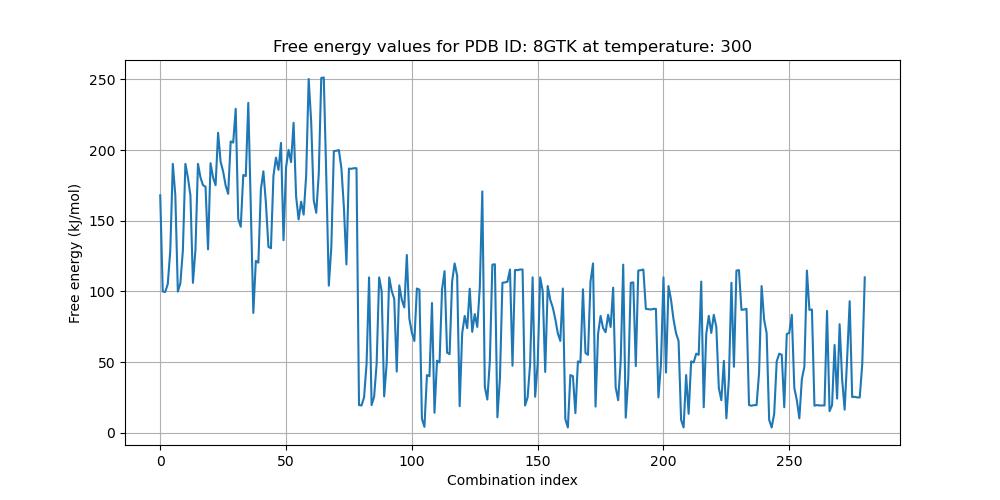 Free energy values for PDB ID: 8GTK at temperature: 300
Free energy (kJ/mol)
250
200
150
100
50
0
0 50 100 150 200 250
Combination index